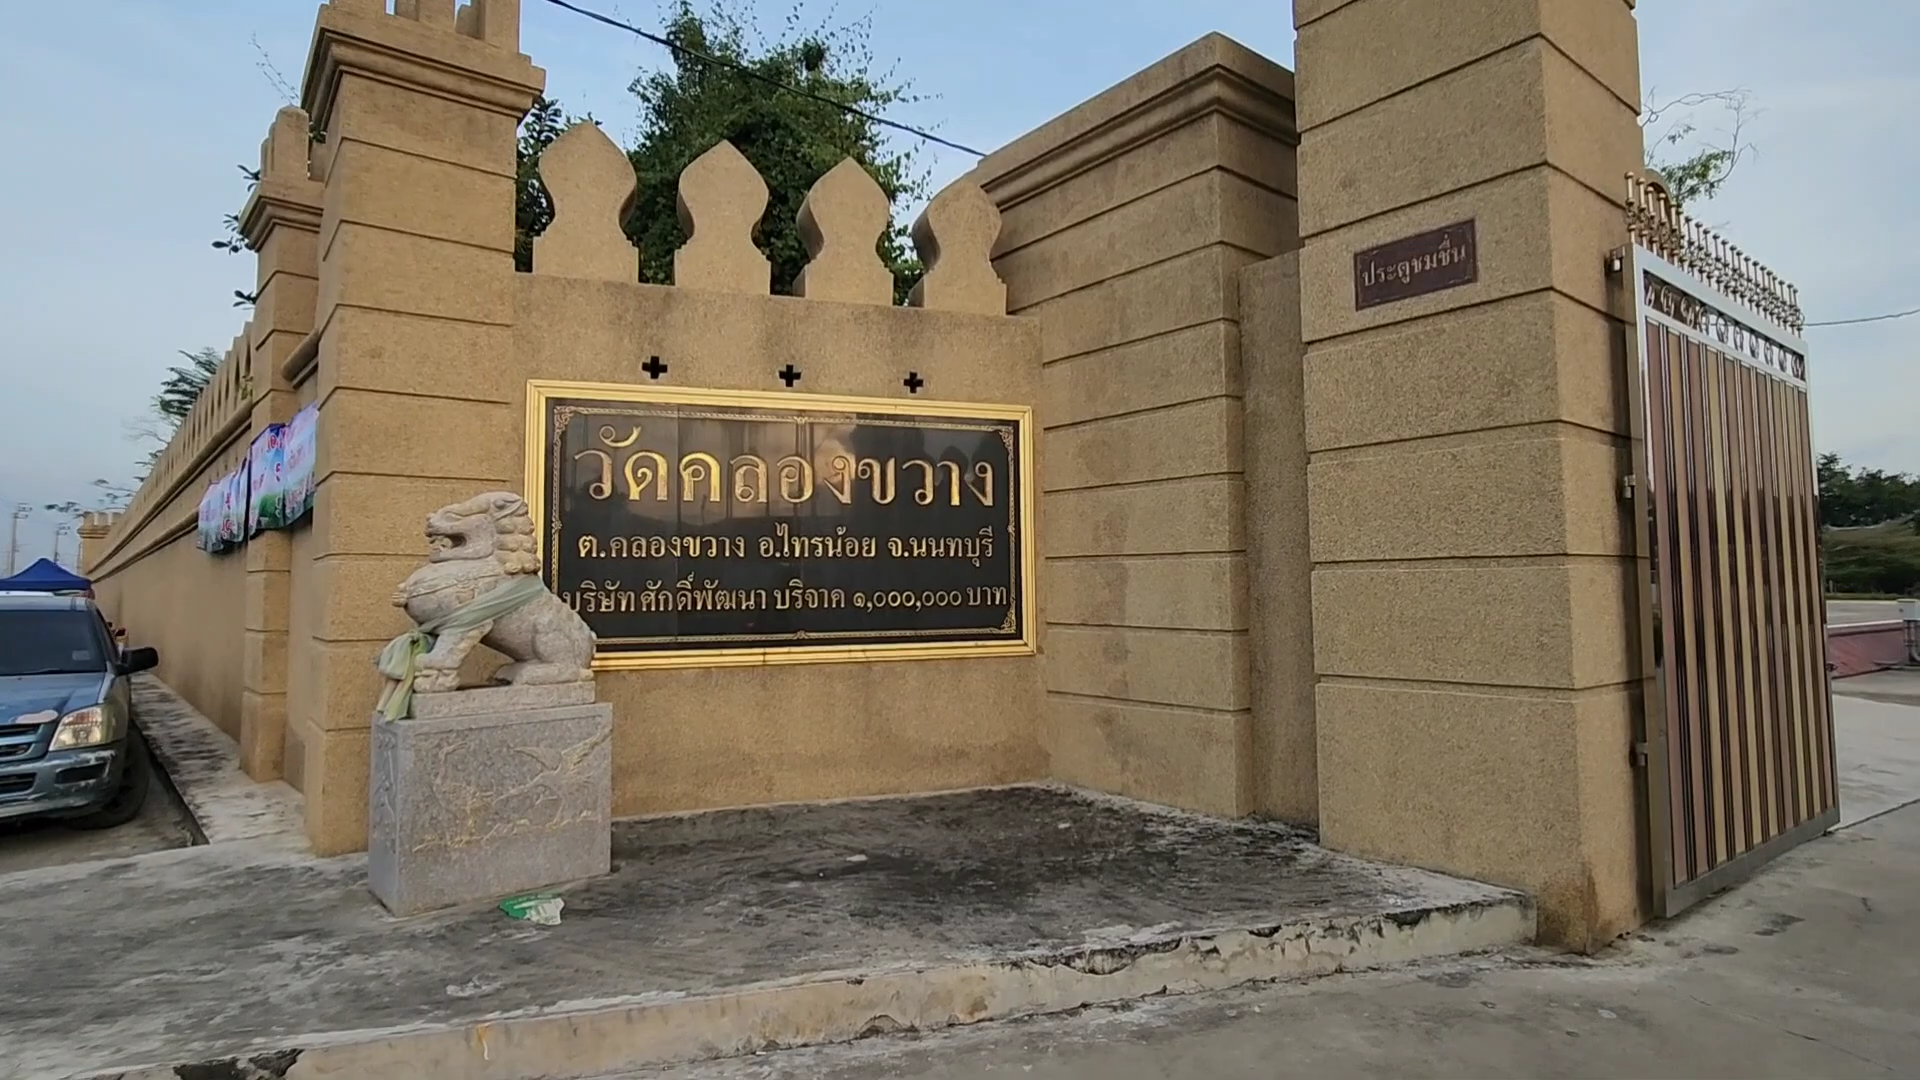 วัดคลองขวาง
ต.คลองขวาง อ.ไทรน้อย จ.นนทบุรี
บริษัท ศักดิ์พัฒนา บริจาค ๑,๐๐๐,๐๐๐ บาท
ประตูชมชื่น